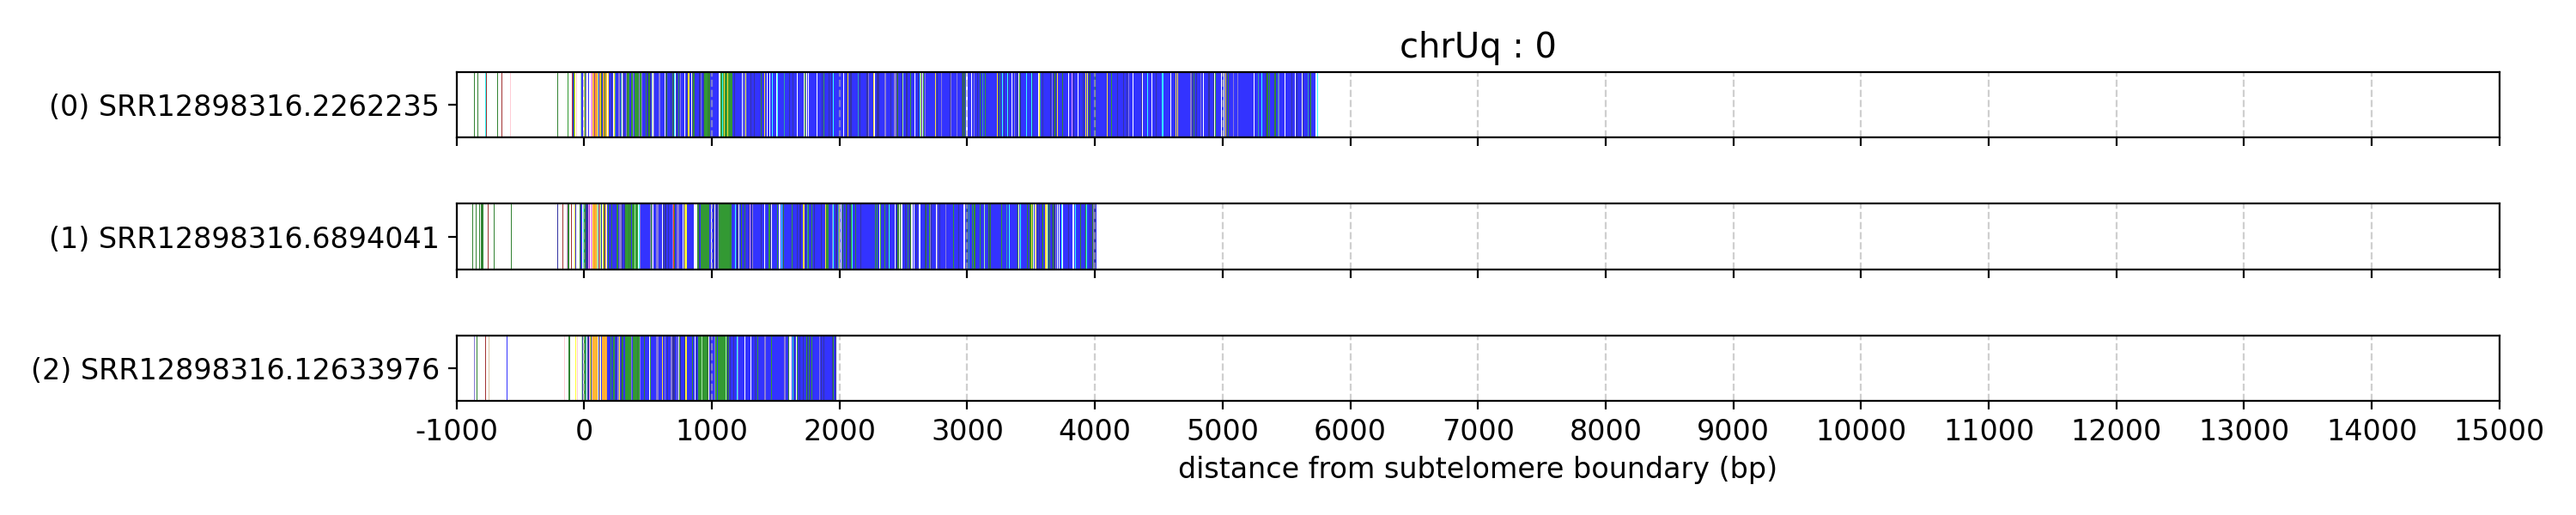 chrUq : 0
(0) SRR12898316.2262235
(1) SRR12898316.6894041
(2) SRR12898316.12633976
-1000 0 1000 2000 3000 4000 5000 6000 7000 8000 9000 10000 11000 12000 13000 14000 15000
distance from subtelomere boundary (bp)